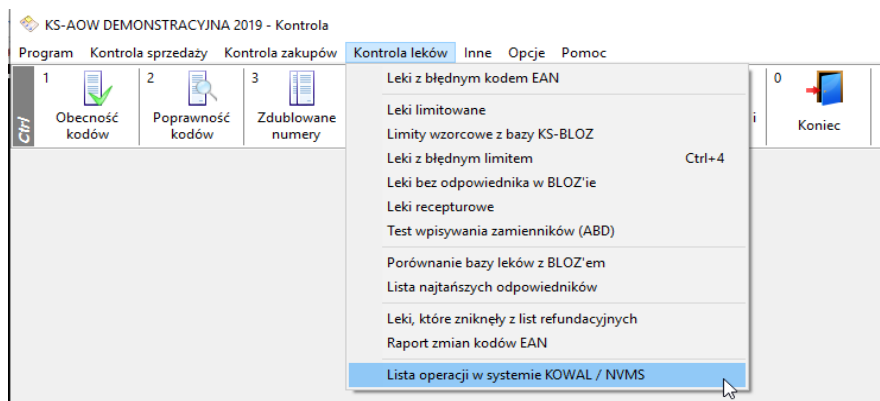 KS-AOW DEMONSTRACYJNA 2019 - Kontrola
Program Kontrola sprzedaży Kontrola zakupów Kontrola leków Inne Opcje Pomoc
Ctrl
1 Obecność kodów
2 Poprawność kodów
3 Zdublowane numery
i
0 Koniec
Leki z błędnym kodem EAN
Leki limitowane
Limity wzorcowe z bazy KS-BLOZ
Leki z błędnym limitem Ctrl+4
Leki bez odpowiednika w BLOZ'ie
Leki recepturowe
Test wpisywania zamienników (ABD)
Porównanie bazy leków z BLOZ'em
Lista najtańszych odpowiedników
Leki, które zniknęły z list refundacyjnych
Raport zmian kodów EAN
Lista operacji w systemie KOWAL / NVMS